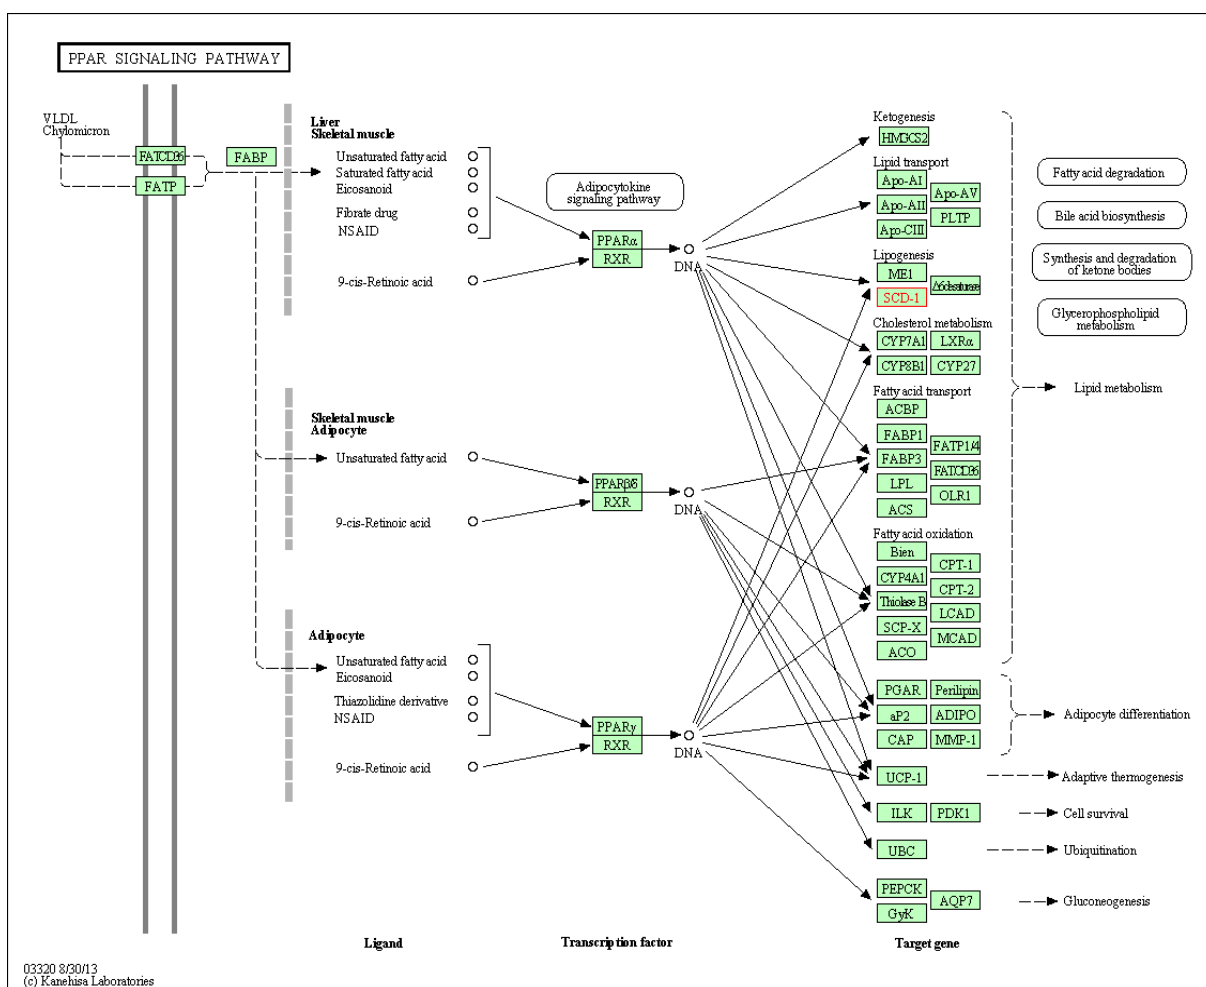 PPAR SIGNALING PATHWAY
VLDL
Chylomicron
FATCD36
FATP
FABP
Liver
Skeletal muscle
Unsaturated fatty acid
Saturated fatty acid
Eicosanoid
Fibrate drug
NSAID
9-cis-Retinoic acid
Adipocytokine
signaling pathway
PPARα
RXR
DNA
Skeletal muscle
Adipocyte
Unsaturated fatty acid
9-cis-Retinoic acid
PPARβ/δ
RXR
DNA
Adipocyte
Unsaturated fatty acid
Eicosanoid
Thiazolidine derivative
NSAID
9-cis-Retinoic acid
PPARγ
RXR
DNA
Ketogenesis
HMGCS2
Lipid transport
Apo-AI
Apo-AII
Apo-CIII
Apo-AV
PLTP
Lipogenesis
ME1
SCD-1
Δ6desaturase
Cholesterol metabolism
CYP7A1
LXRα
CYP8B1
CYP27
Fatty acid transport
ACBP
FABP1
FABP3
LPL
ACS
FATP1/4
FATCD36
OLR1
Fatty acid oxidation
Bien
CYP4A1
Thiolase B
SCP-X
ACO
CPT-1
CPT-2
LCAD
MCAD
PGAR
Perilipin
aP2
ADIPO
CAP
MMP-1
UCP-1
ILK
PDK1
UBC
PEPCK
GyK
AQP7
Fatty acid degradation
Bile acid biosynthesis
Synthesis and degradation
of ketone bodies
Glycerophospholipid
metabolism
Lipid metabolism
Adipocyte differentiation
Adaptive thermogenesis
Cell survival
Ubiquitination
Gluconeogenesis
Ligand
Transcription factor
Target gene
03320 8/30/13
(c) Kanehisa Laboratories